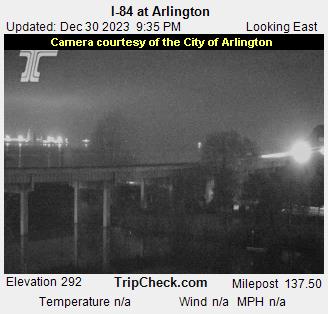 I-84 at Arlington
Updated: Dec 30 2023 9:35 PM Looking East
Camera courtesy of the City of Arlington
Elevation 292 TripCheck.com Milepost 137.50
Temperature n/a Wind n/a MPH n/a